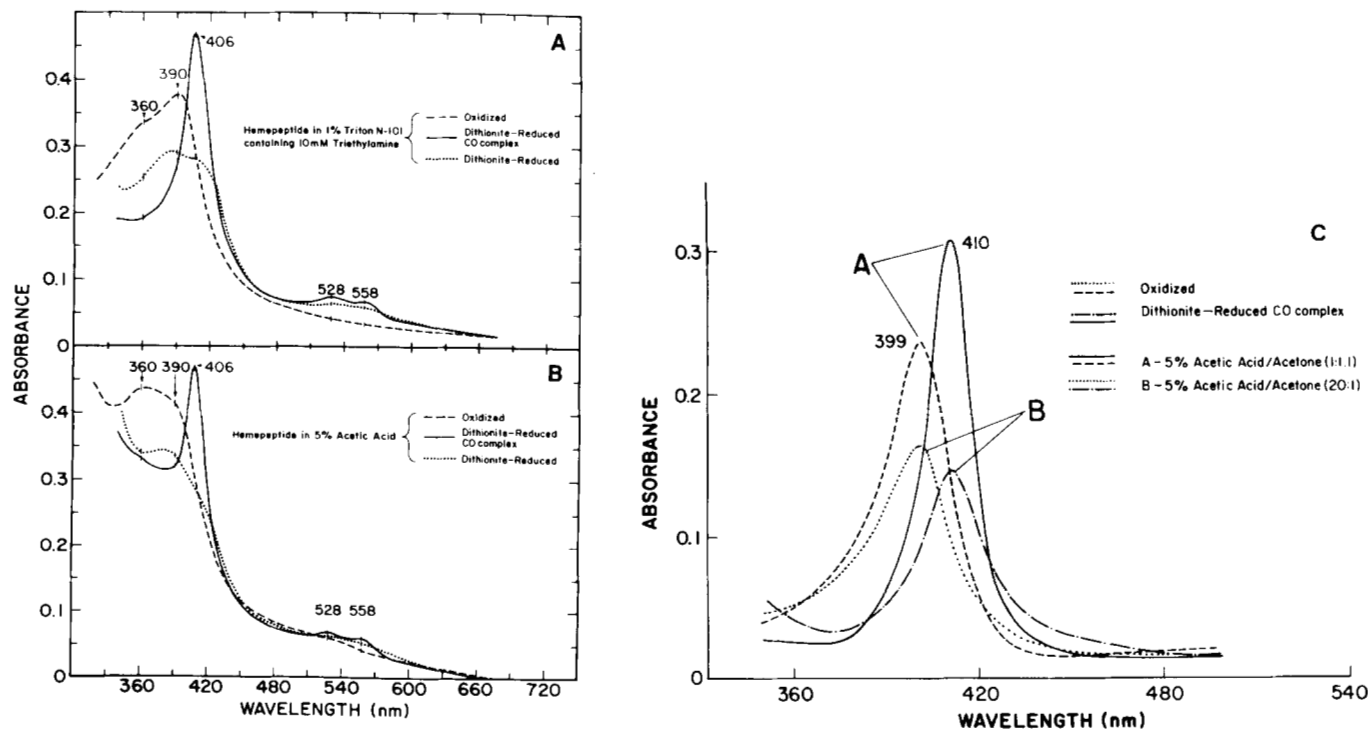 A
406
390
360
0.4
Oxidized
Hemepeptide in 1% Triton N-101
containing 10mM Triethylamine
Dithionite-Reduced
CO complex
Dithionite-Reduced
0.3
0.2
0.1
528 558
0
B
360 390 406
0.4
Oxidized
Hemepeptide in 5% Acetic Acid
Dithionite-Reduced
CO complex
Dithionite-Reduced
0.3
0.2
0.1
528 558
0
360 420 480 540 600 660 720
WAVELENGTH (nm)
ABSORBANCE
C
0.3
A
410
Oxidized
Dithionite-Reduced CO complex
399
A - 5% Acetic Acid/Acetone (1:1.1)
B - 5% Acetic Acid/Acetone (20:1)
B
0.2
0.1
0
360 420 480 540
WAVELENGTH (nm)
ABSORBANCE